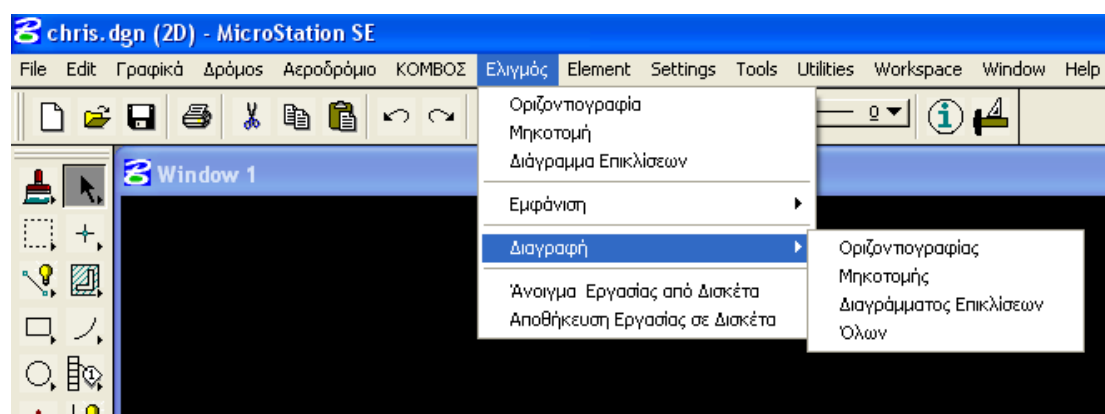 chris.dgn (2D) - MicroStation SE
File Edit Γραφικά Δρόμος Αεροδρόμιο ΚΟΜΒΟΣ Ελιγμός Element Settings Tools Utilities Workspace Window Help
0
Window 1
Οριζοντιογραφία
Μηκοτομή
Διάγραμμα Επικλίσεων
Εμφάνιση
Διαγραφή
Άνοιγμα Εργασίας από Δισκέτα
Αποθήκευση Εργασίας σε Δισκέτα
Οριζοντιογραφίας
Μηκοτομής
Διαγράμματος Επικλίσεων
Όλων